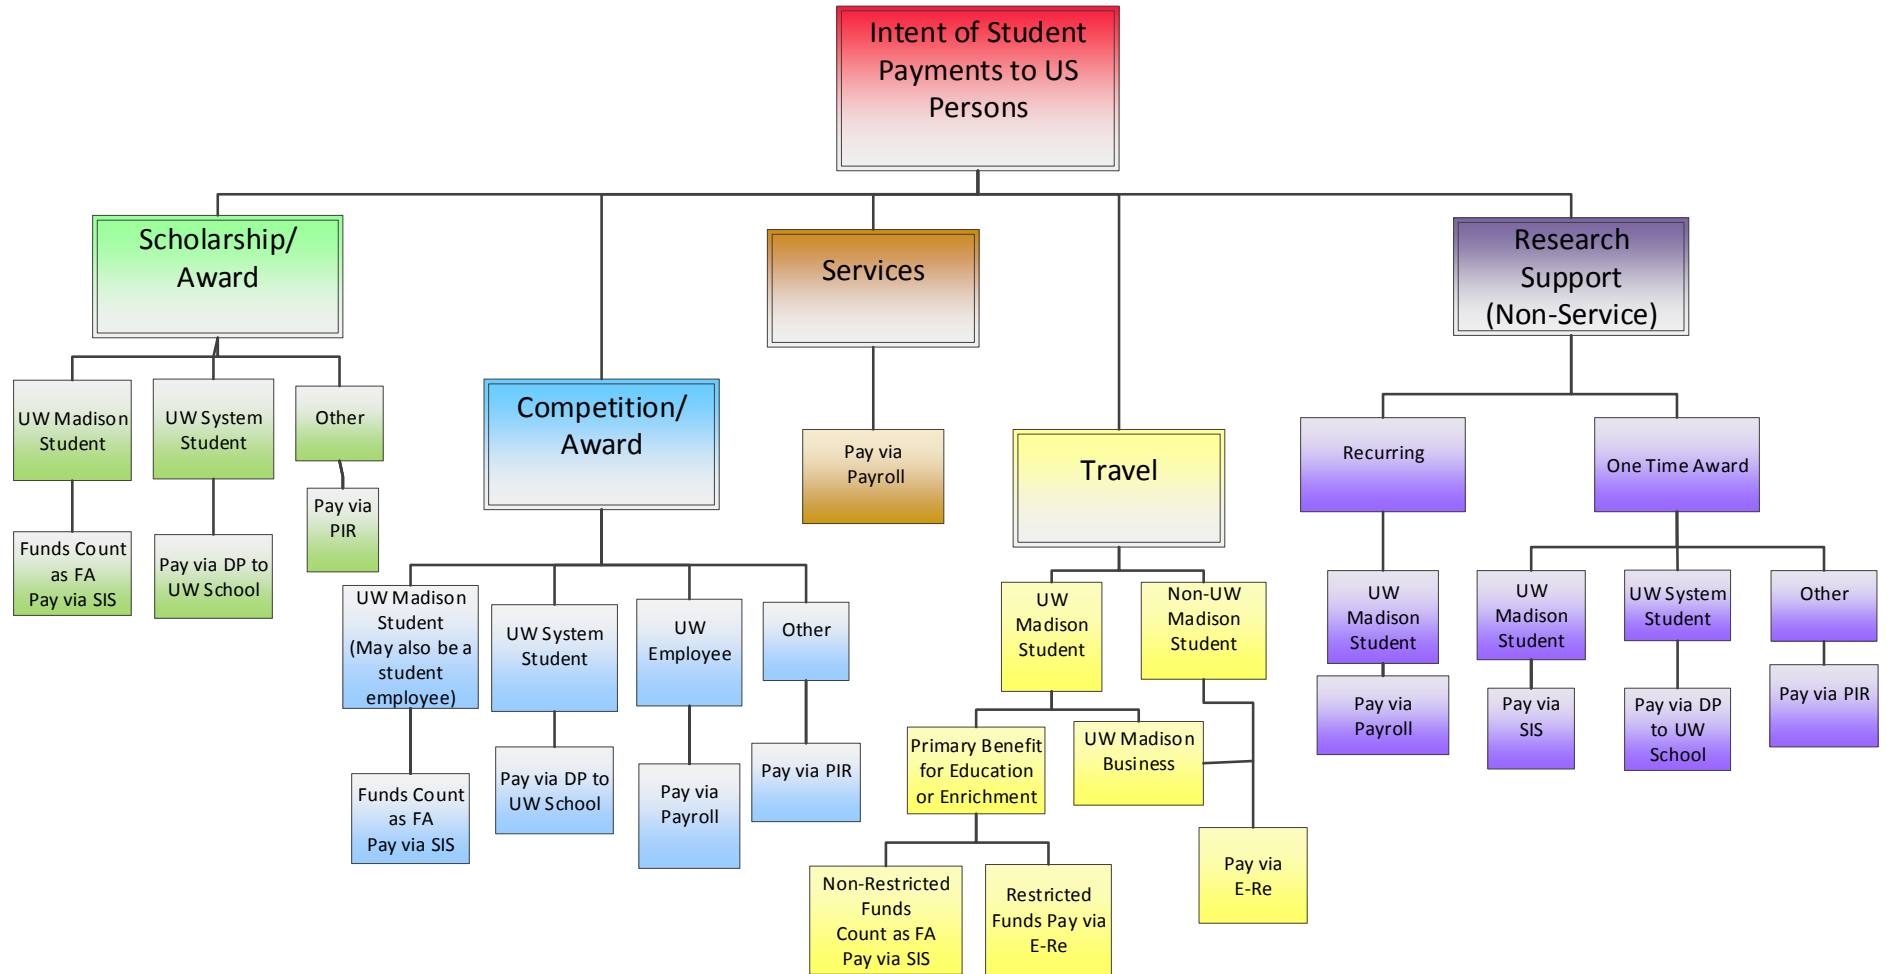 Intent of Student
Payments to US
Persons
Scholarship/
Award
Services
Research
Support
(Non-Service)
Competition/
Award
Travel
UW Madison
Student
UW System
Student
Other
Funds Count
as FA
Pay via SIS
Pay via DP to
UW School
Pay via
PIR
UW Madison
Student
(May also be a
student
employee)
UW System
Student
UW
Employee
Other
Funds Count
as FA
Pay via SIS
Pay via DP to
UW School
Pay via
Payroll
Pay via PIR
Pay via
Payroll
UW
Madison
Student
Non-UW
Madison
Student
Primary Benefit
for Education
or Enrichment
UW Madison
Business
Non-Restricted
Funds
Count as FA
Pay via SIS
Restricted
Funds Pay via
E-Re
Pay via
E-Re
Recurring
One Time Award
UW
Madison
Student
UW
Madison
Student
UW System
Student
Other
Pay via
Payroll
Pay via
SIS
Pay via DP
to UW
School
Pay via PIR